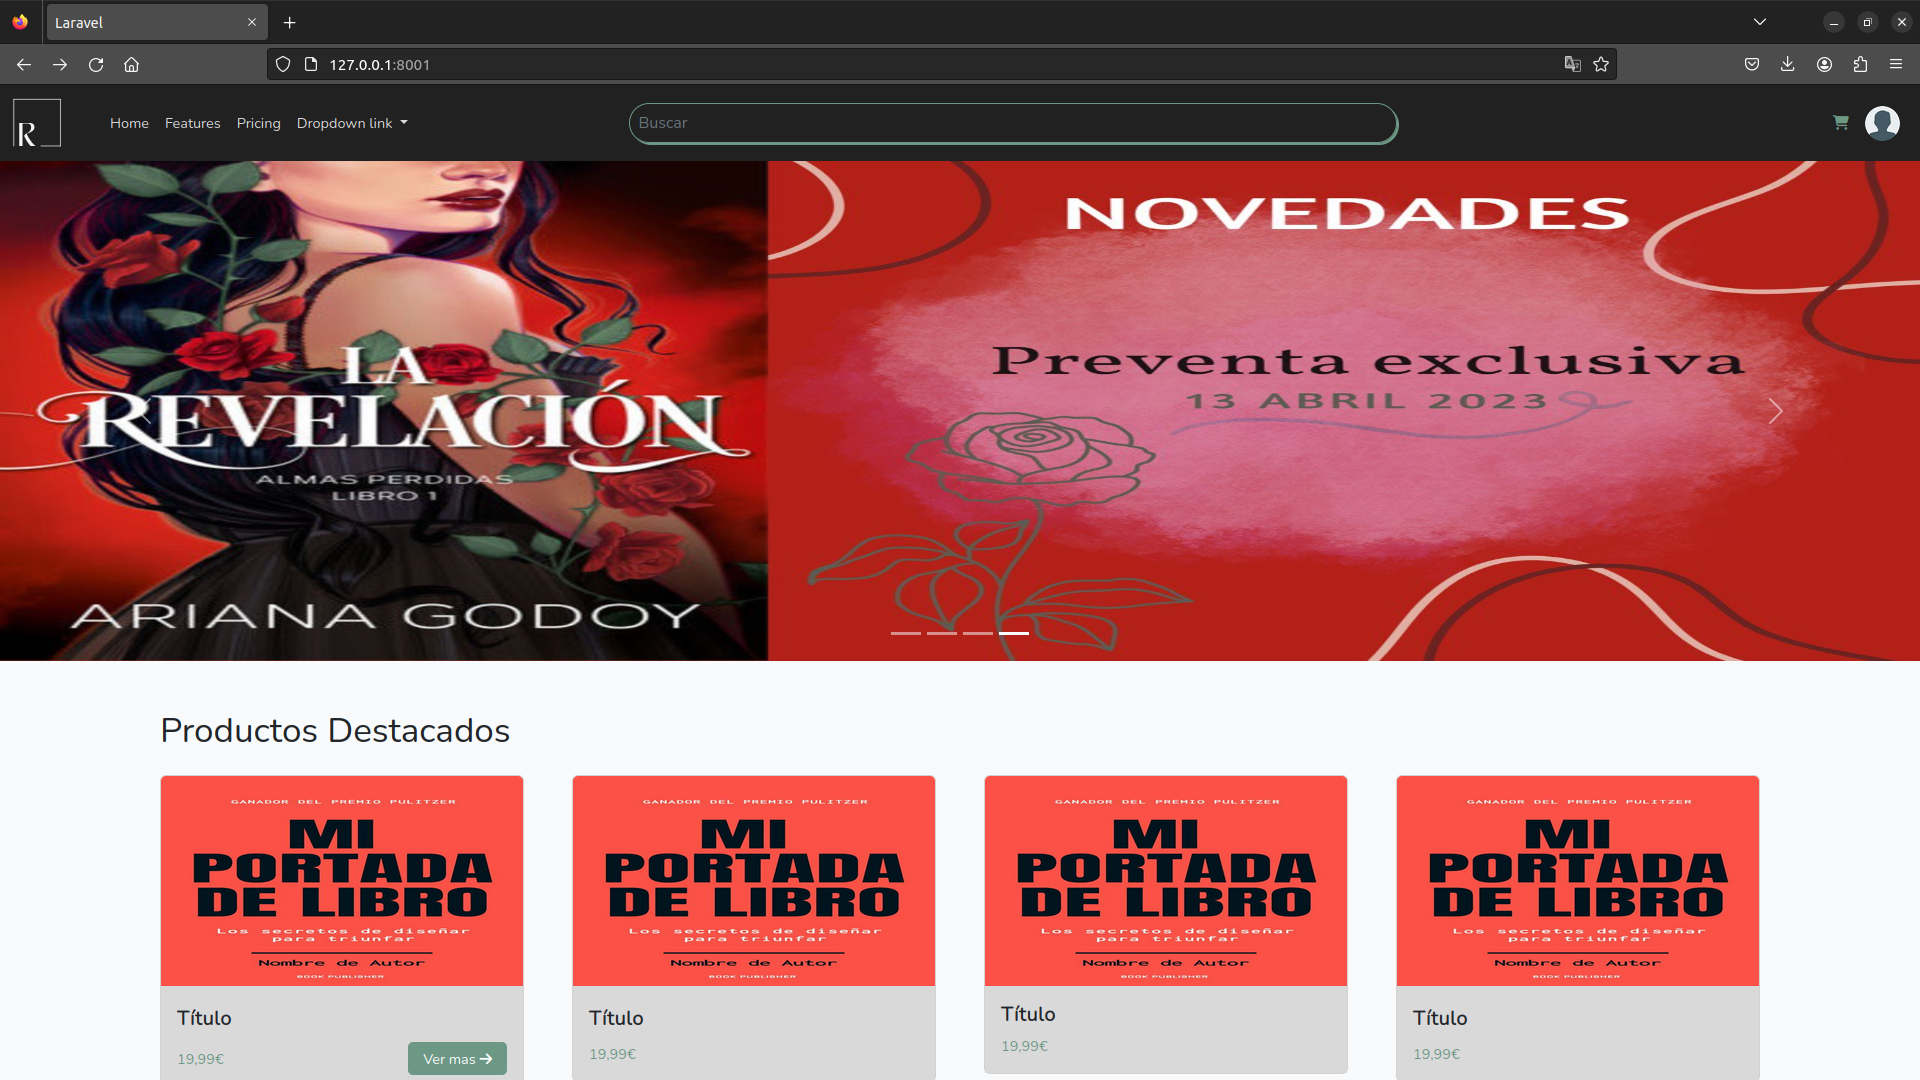 Laravel
127.0.0.1:8001
R
Home Features Pricing Dropdown link
Buscar
LA
REVELACIÓN
ALMAS PERDIDAS
LIBRO 1
ARIANA GODOY
NOVEDADES
Preventa exclusiva
13 ABRIL 2023
Productos Destacados
GANADOR DEL PREMIO PULITZER
MI
PORTADA
DE LIBRO
Los secretos de diseñar
para triunfar
Nombre de Autor
BOOK PUBLISHER
Título
19,99€
Ver mas
GANADOR DEL PREMIO PULITZER
MI
PORTADA
DE LIBRO
Los secretos de diseñar
para triunfar
Nombre de Autor
BOOK PUBLISHER
Título
19,99€
GANADOR DEL PREMIO PULITZER
MI
PORTADA
DE LIBRO
Los secretos de diseñar
para triunfar
Nombre de Autor
BOOK PUBLISHER
Título
19,99€
GANADOR DEL PREMIO PULITZER
MI
PORTADA
DE LIBRO
Los secretos de diseñar
para triunfar
Nombre de Autor
BOOK PUBLISHER
Título
19,99€